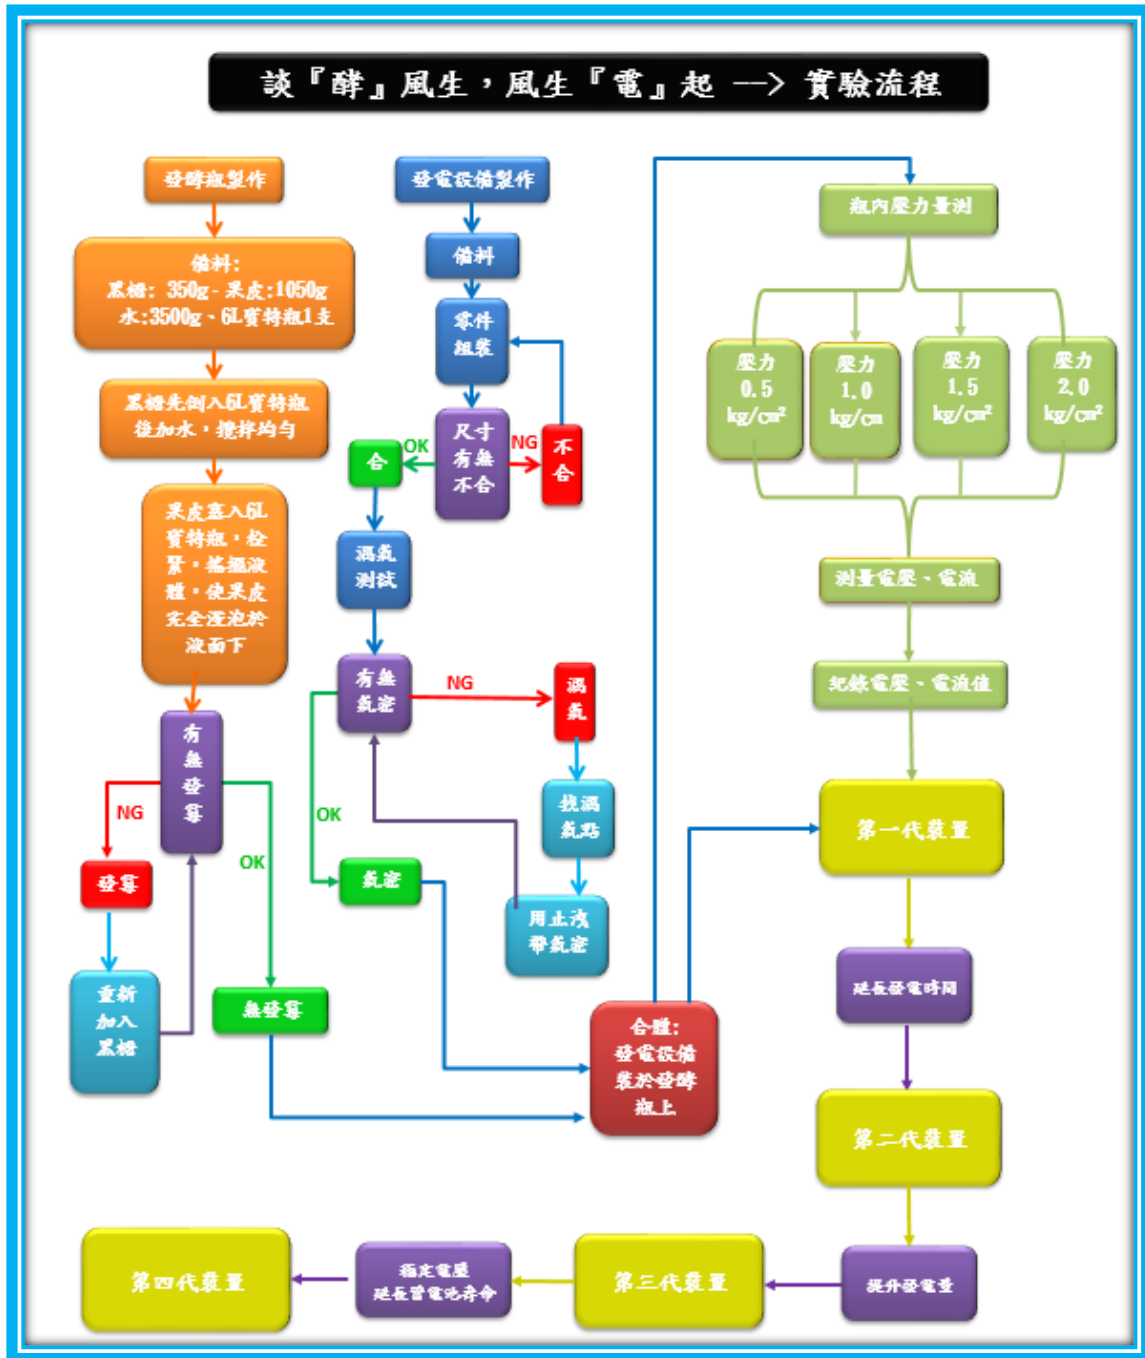 談『酵』風生，風生『電』起 --> 實驗流程
發酵瓶製作
備料:
黑糖: 350g-果皮:1050g
水:3500g、6L寶特瓶1支
黑糖先倒入6L寶特瓶
後加水，攪拌均勻
果皮塞入6L
寶特瓶，栓
緊，搖擺液
體，使果皮
完全浸泡於
液面下
有
無
發
霉
NG
OK
發霉
重新
加入
黑糖
無發霉
發電設備製作
備料
零件
組裝
尺寸
有無
不合
OK
NG
合
不
合
漏氣
測試
有無
氣密
NG
OK
漏
氣
找漏
氣點
用止洩
帶氣密
氣密
合體:
發電設備
裝於發酵
瓶上
瓶內壓力量測
壓力
0.5
kg/cm²
壓力
1.0
kg/cm
壓力
1.5
kg/cm²
壓力
2.0
kg/cm²
測量電壓、電流
紀錄電壓、電流值
第一代裝置
延長發電時間
第二代裝置
提升發電量
第三代裝置
穩定電壓
延長蓄電池存命
第四代裝置